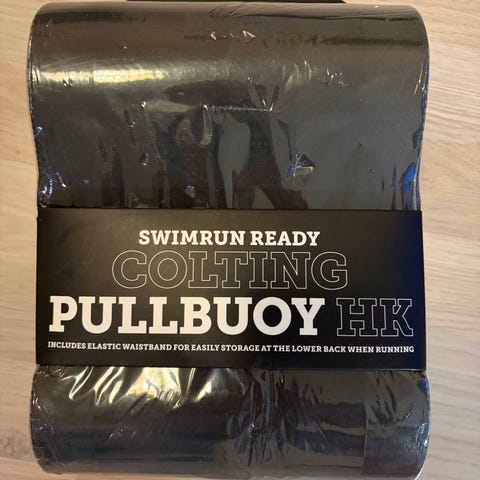 SWIMRUN READY
COLTING
PULLBUOY HK
INCLUDES ELASTIC WAISTBAND FOR EASILY STORAGE AT THE LOWER BACK WHEN RUNNING